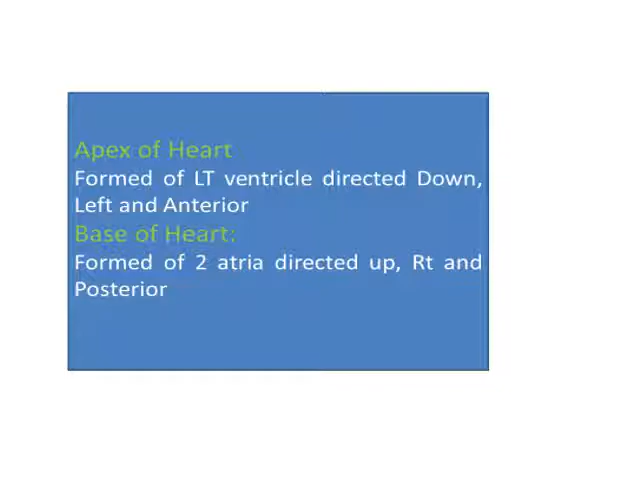 Apex of Heart
Formed of LT ventricle directed Down,
Left and Anterior
Base of Heart:
Formed of 2 atria directed up, Rt and
Posterior